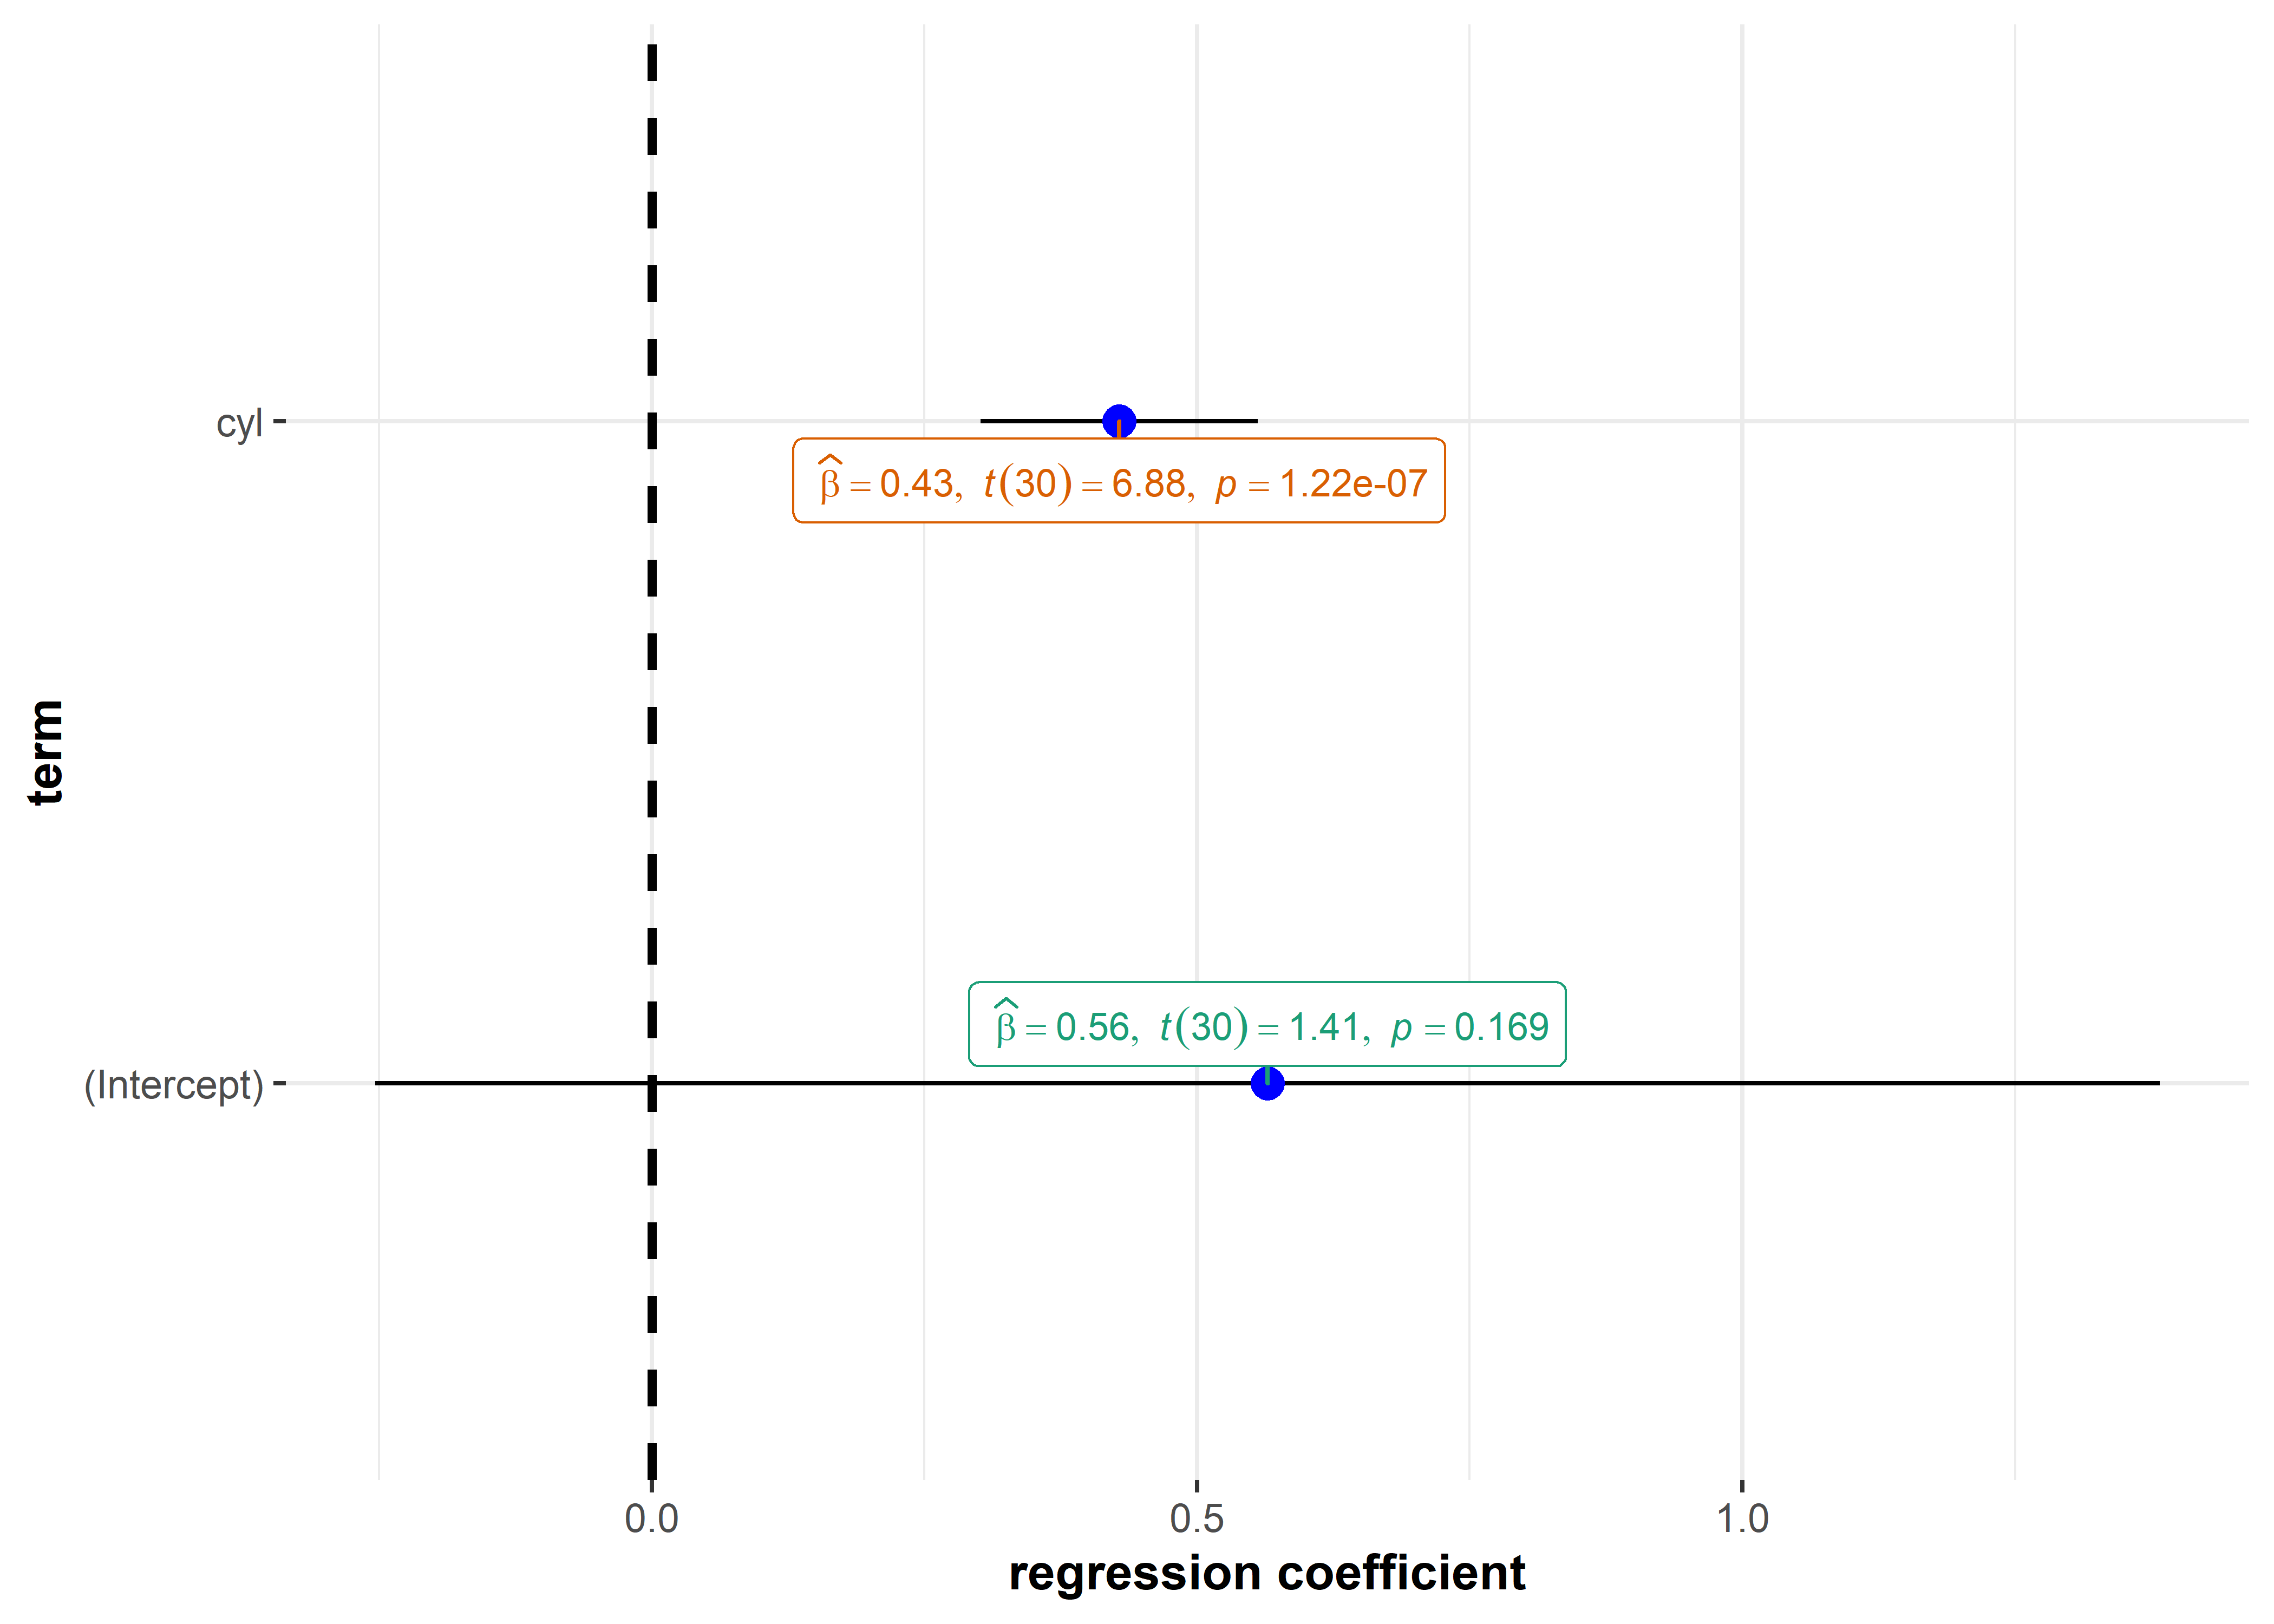 cyl
β̂ = 0.43, t(30) = 6.88, p = 1.22e-07
term
β̂ = 0.56, t(30) = 1.41, p = 0.169
(Intercept)
0.0 0.5 1.0
regression coefficient